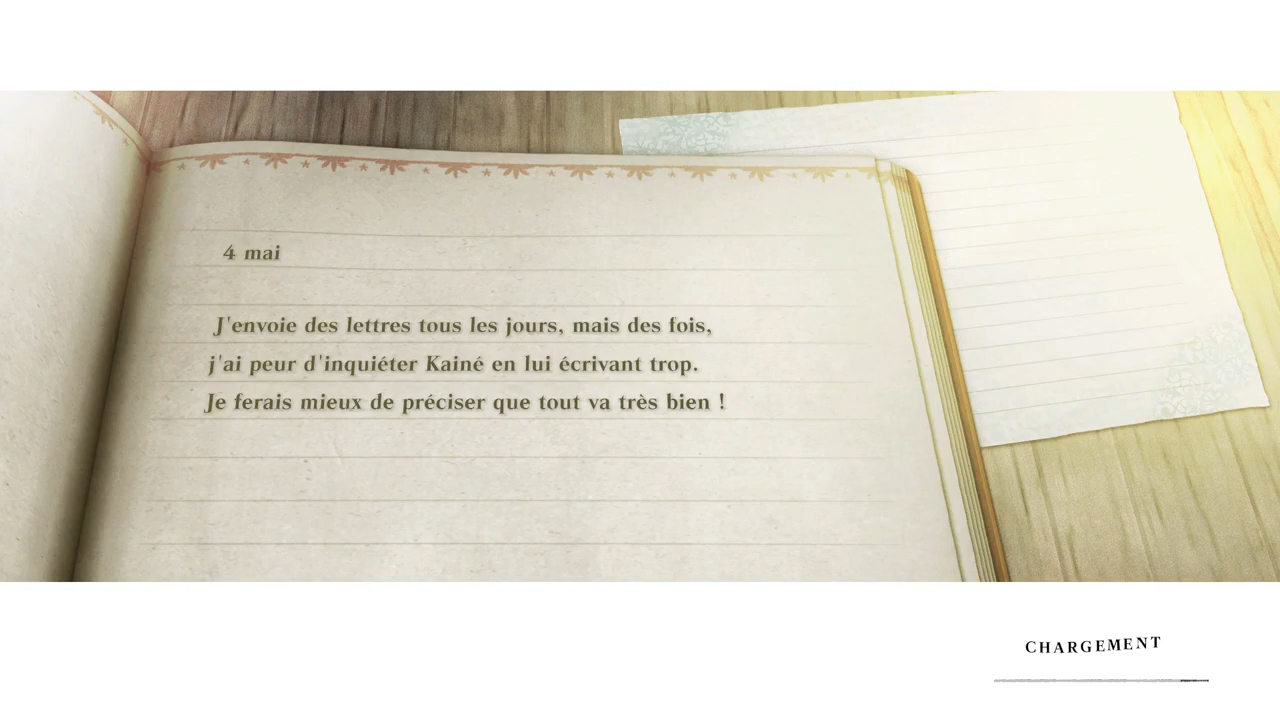 4 mai
J'envoie des lettres tous les jours, mais des fois,
j'ai peur d'inquiéter Kainé en lui écrivant trop.
Je ferais mieux de préciser que tout va très bien !
CHARGEMENT